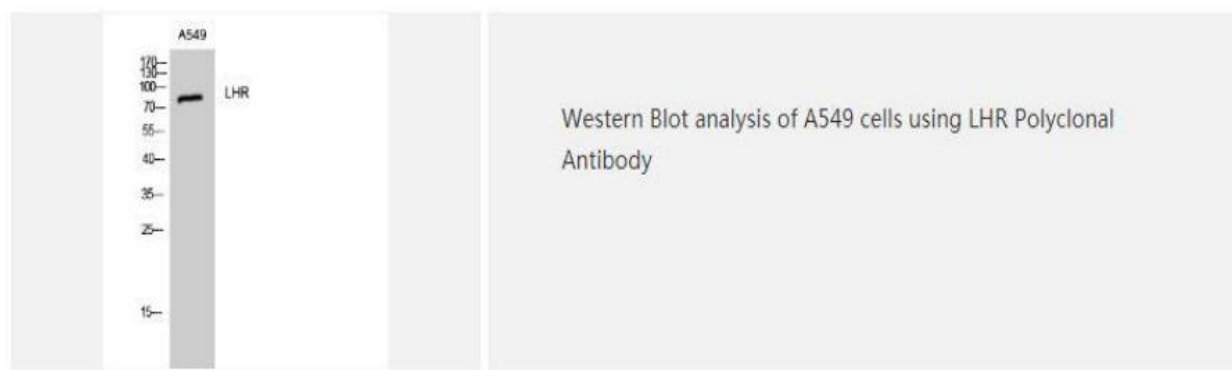 A549
170
130
100
70
55
40
35
25
15
LHR
Western Blot analysis of A549 cells using LHR Polyclonal
Antibody